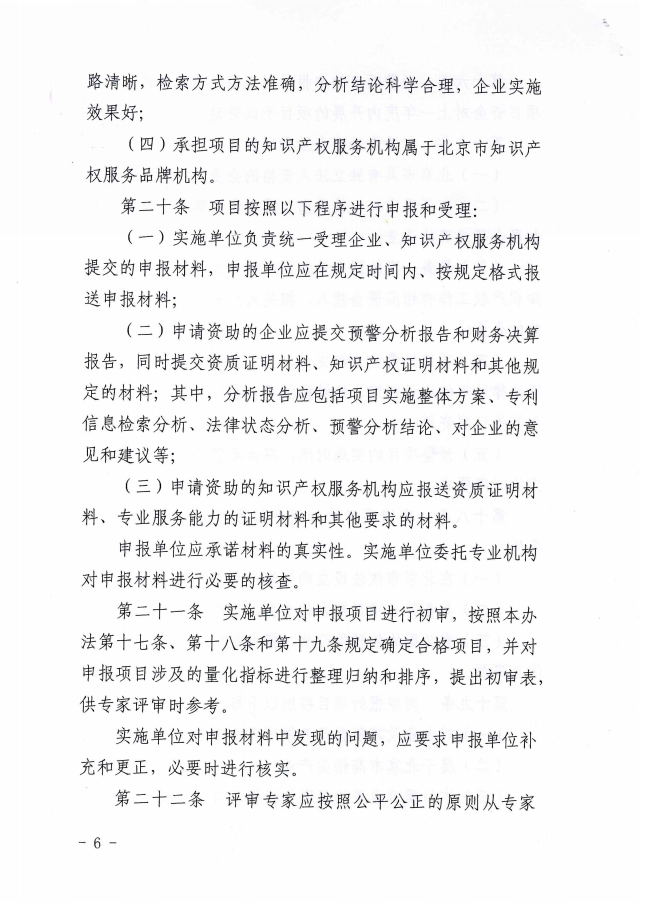 路清晰，检索方式方法准确，分析结论科学合理，企业实施
效果好；
（四）承担项目的知识产权服务机构属于北京市知识产
权服务品牌机构。
第二十条　项目按照以下程序进行申报和受理：
（一）实施单位负责统一受理企业、知识产权服务机构
提交的申报材料，申报单位应在规定时间内、按规定格式报
送申报材料；
（二）申请资助的企业应提交预警分析报告和财务决算
报告，同时提交资质证明材料、知识产权证明材料和其他规
定的材料；其中，分析报告应包括项目实施整体方案、专利
信息检索分析、法律状态分析、预警分析结论、对企业的意
见和建议等；
（三）申请资助的知识产权服务机构应报送资质证明材
料、专业服务能力的证明材料和其他要求的材料。
申报单位应承诺材料的真实性。实施单位委托专业机构
对申报材料进行必要的核查。
第二十一条　实施单位对申报项目进行初审，按照本办
法第十七条、第十八条和第十九条规定确定合格项目，并对
申报项目涉及的量化指标进行整理归纳和排序，提出初审表，
供专家评审时参考。
实施单位对申报材料中发现的问题，应要求申报单位补
充和更正，必要时进行核实。
第二十二条　评审专家应按照公平公正的原则从专家
- 6 -